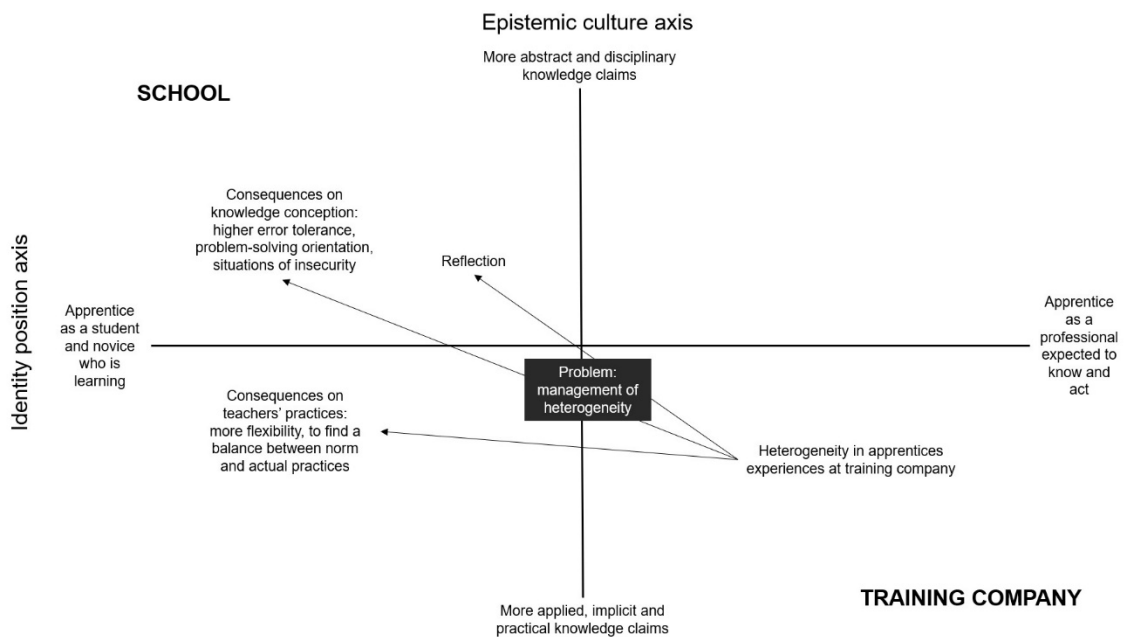 Epistemic culture axis
More abstract and disciplinary
knowledge claims
SCHOOL
Consequences on
knowledge conception:
higher error tolerance,
problem-solving orientation,
situations of insecurity
Reflection
Identity position axis
Apprentice
as a student
and novice
who is
learning
Apprentice
as a
professional
expected to
know and
act
Problem:
management of
heterogeneity
Consequences on
teachers’ practices:
more flexibility, to find a
balance between norm
and actual practices
Heterogeneity in apprentices
experiences at training company
TRAINING COMPANY
More applied, implicit and
practical knowledge claims